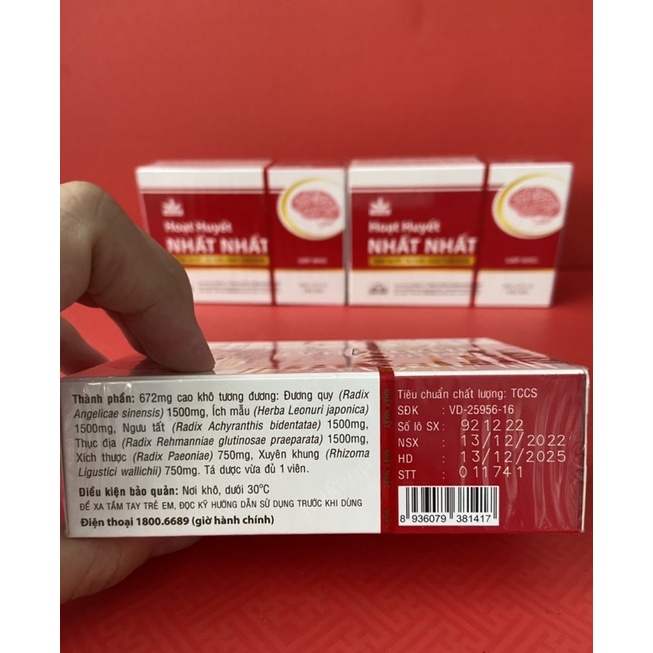 Hoạt Huyết
NHẤT NHẤT
Hoạt Huyết
NHẤT NHẤT
Thành phần: 672mg cao khô tương đương: Đương quy (Radix
Angelicae sinensis) 1500mg, Ích mẫu (Herba Leonuri japonica)
1500mg, Ngưu tất (Radix Achyranthis bidentatae) 1500mg,
Thục địa (Radix Rehmanniae glutinosae praeparata) 1500mg,
Xích thược (Radix Paeoniae) 750mg, Xuyên khung (Rhizoma
Ligustici wallichii) 750mg. Tá dược vừa đủ 1 viên.
Điều kiện bảo quản: Nơi khô, dưới 30°C
ĐỂ XA TẦM TAY TRẺ EM, ĐỌC KỸ HƯỚNG DẪN SỬ DỤNG TRƯỚC KHI DÙNG
Điện thoại 1800.6689 (giờ hành chính)
Tiêu chuẩn chất lượng: TCCS
SĐK : VD-25956-16
Số lô SX : 921222
NSX : 13/12/2022
HD : 13/12/2025
STT : 011741
8 936079 381417